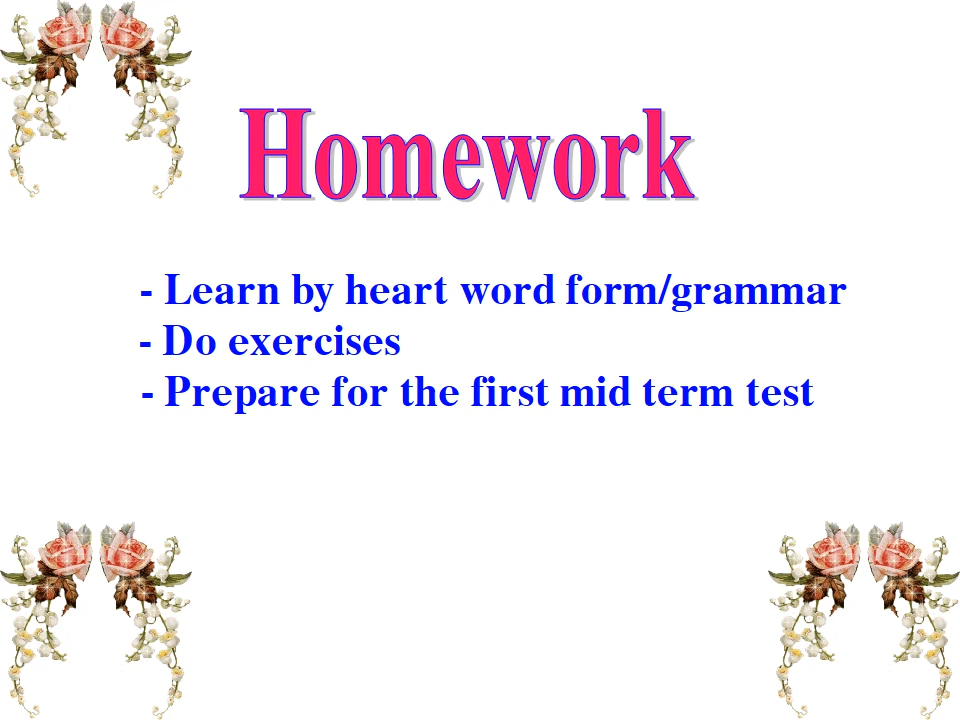 Homework
- Learn by heart word form/grammar
- Do exercises
- Prepare for the first mid term test